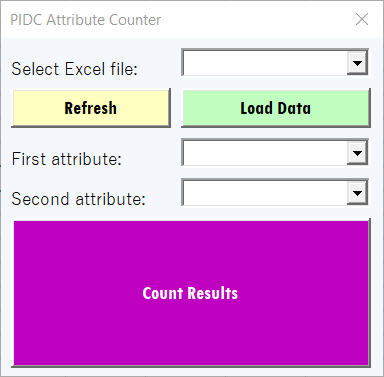 PIDC Attribute Counter
Select Excel file:
Refresh
Load Data
First attribute:
Second attribute:
Count Results